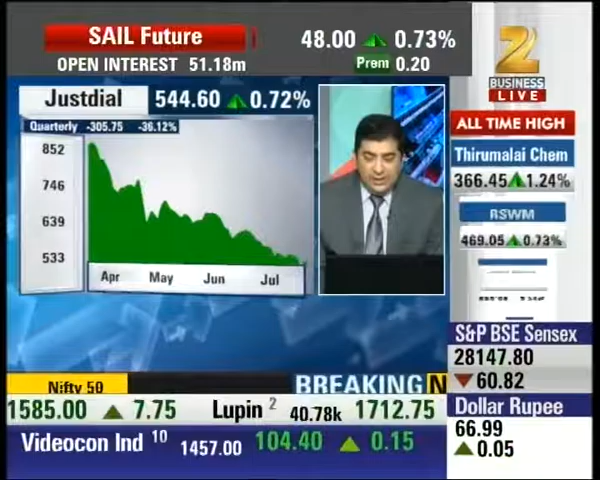 SAIL Future
48.00 0.73%
OPEN INTEREST 51.18m
Prem 0.20
Z
BUSINESS
LIVE
Justdial 544.60 0.72%
Quarterly -305.75 -36.12%
852
746
639
533
Apr May Jun Jul
ALL TIME HIGH
Thirumalai Chem
366.45 1.24%
RSWM
469.05 0.73%
S&P BSE Sensex
28147.80
60.82
Dollar Rupee
66.99
0.05
Nifty 50
BREAKING N
1585.00 7.75 Lupin 2 40.78k 1712.75
Videocon Ind 10 1457.00 104.40 0.15